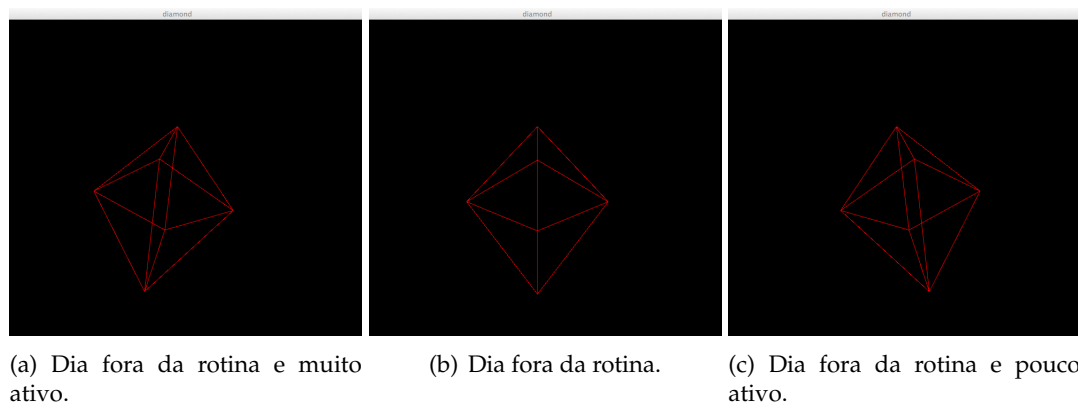 diamond
diamond
diamond
(a) Dia fora da rotina e muito
ativo.
(b) Dia fora da rotina.
(c) Dia fora da rotina e pouco
ativo.